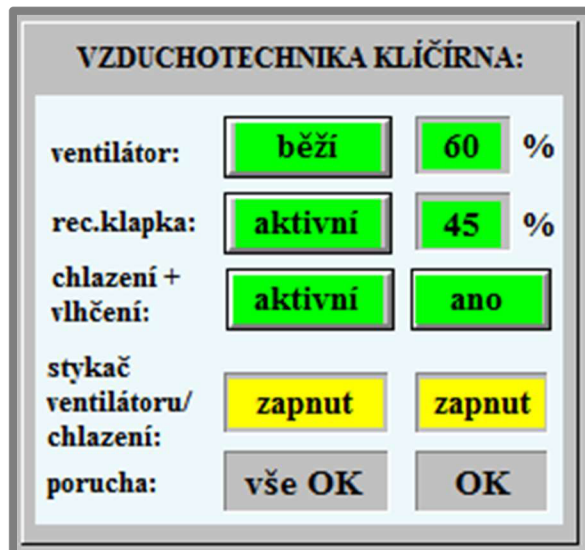 VZDUCHOTECHNIKA KLÍČÍRNA:
ventilátor: běží 60 %
rec.klapka: aktivní 45 %
chlazení +
vlhčení: aktivní ano
stykač
ventilátoru/ zapnut zapnut
chlazení:
porucha: vše OK OK